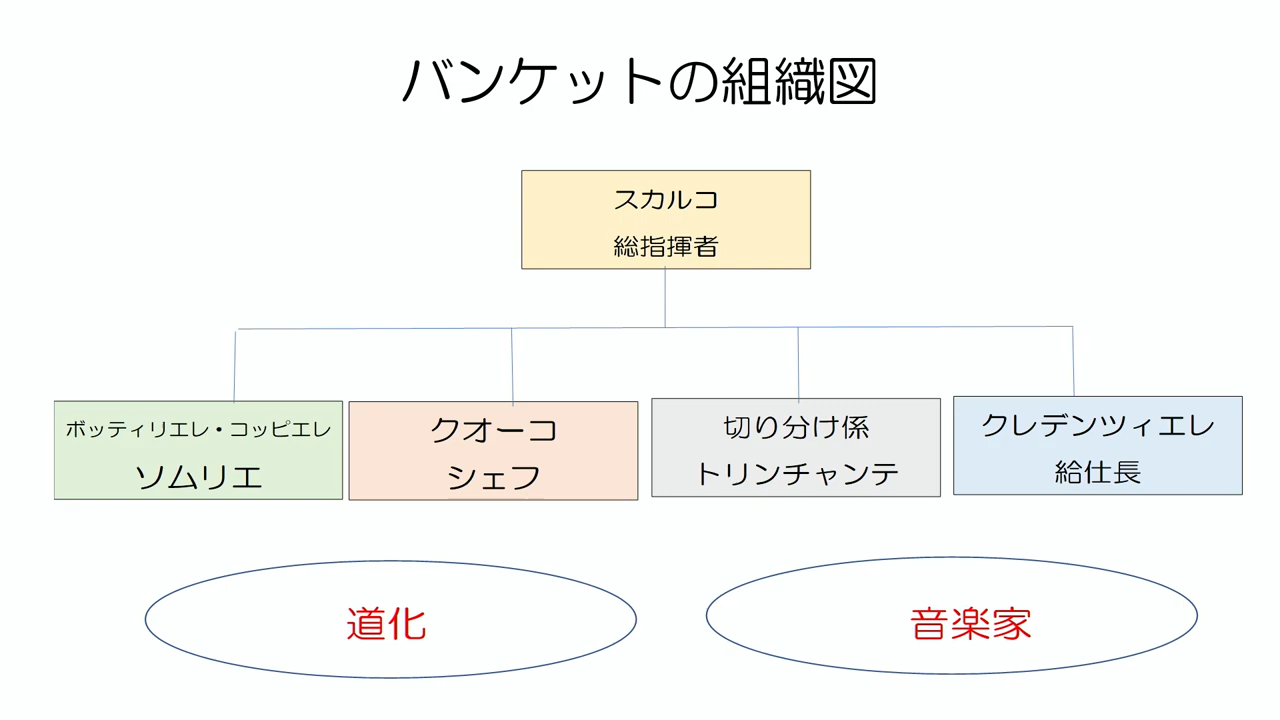 バンケットの組織図
スカルコ
総指揮者
ボッティリエレ・コッピエレ
ソムリエ
クオーコ
シェフ
切り分け係
トリンチャンテ
クレデンツィエレ
給仕長
道化
音楽家